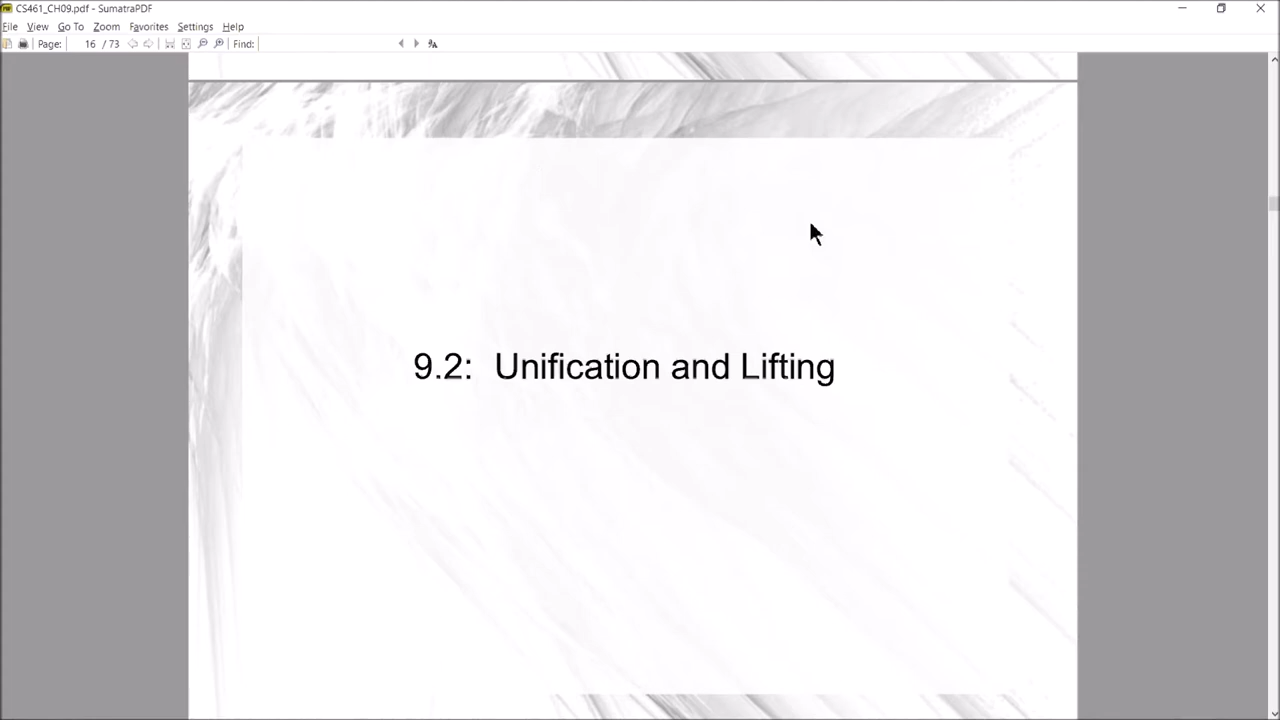 CS461_CH09.pdf - SumatraPDF
File View Go To Zoom Favorites Settings Help
Page: 16 / 73 Find:
9.2: Unification and Lifting